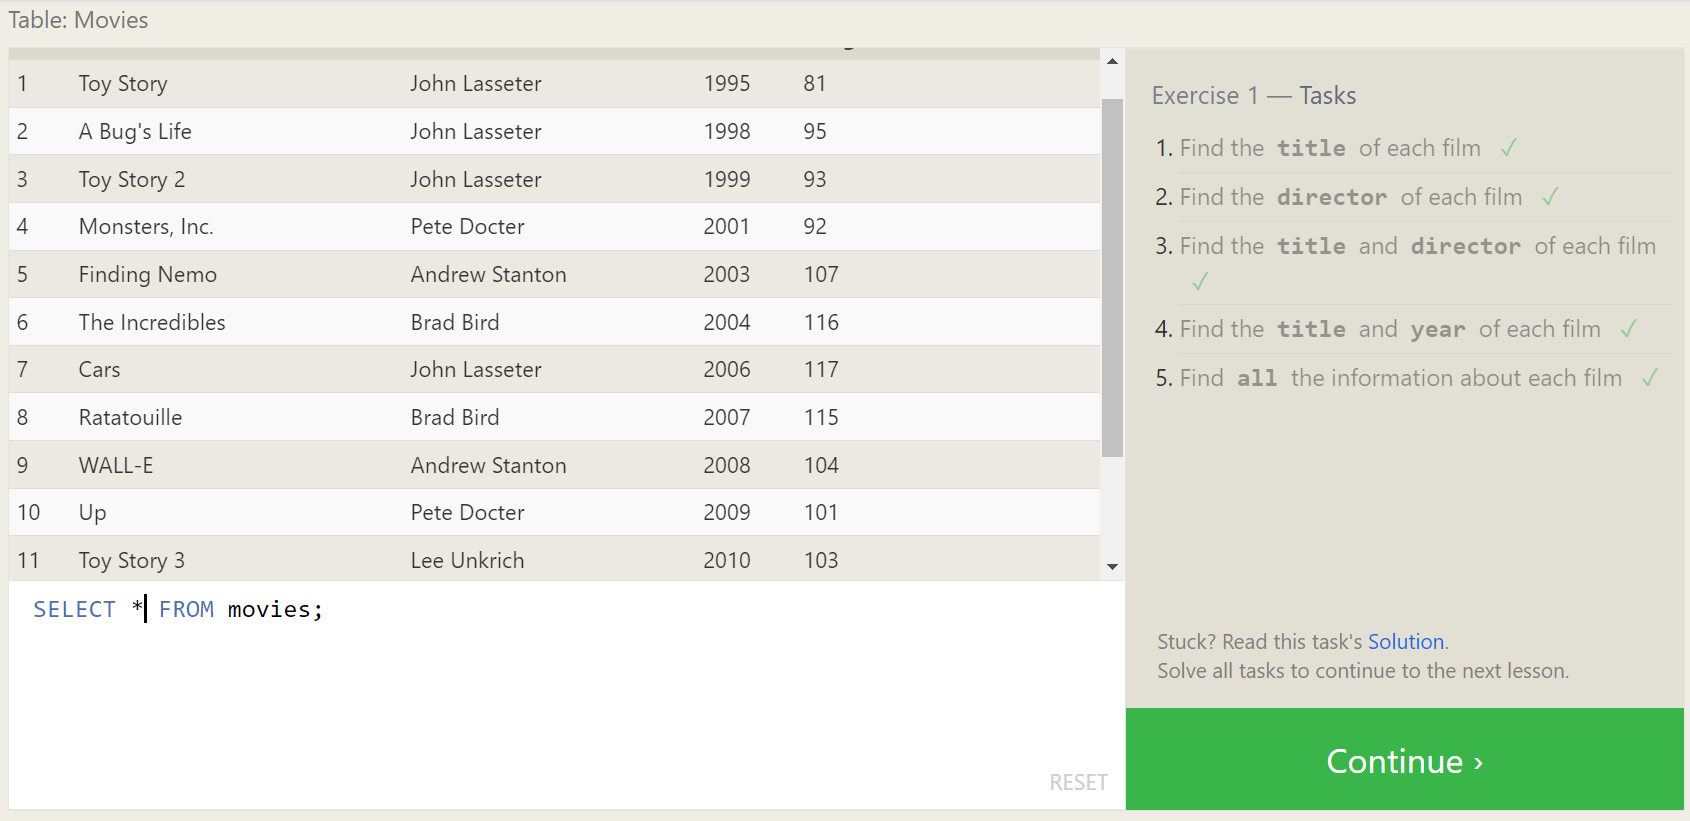 Table: Movies
1 Toy Story John Lasseter 1995 81
2 A Bug's Life John Lasseter 1998 95
3 Toy Story 2 John Lasseter 1999 93
4 Monsters, Inc. Pete Docter 2001 92
5 Finding Nemo Andrew Stanton 2003 107
6 The Incredibles Brad Bird 2004 116
7 Cars John Lasseter 2006 117
8 Ratatouille Brad Bird 2007 115
9 WALL-E Andrew Stanton 2008 104
10 Up Pete Docter 2009 101
11 Toy Story 3 Lee Unkrich 2010 103
SELECT * FROM movies;
RESET
Exercise 1 — Tasks
1. Find the title of each film ✓
2. Find the director of each film ✓
3. Find the title and director of each film
✓
4. Find the title and year of each film ✓
5. Find all the information about each film ✓
Stuck? Read this task's Solution.
Solve all tasks to continue to the next lesson.
Continue ›